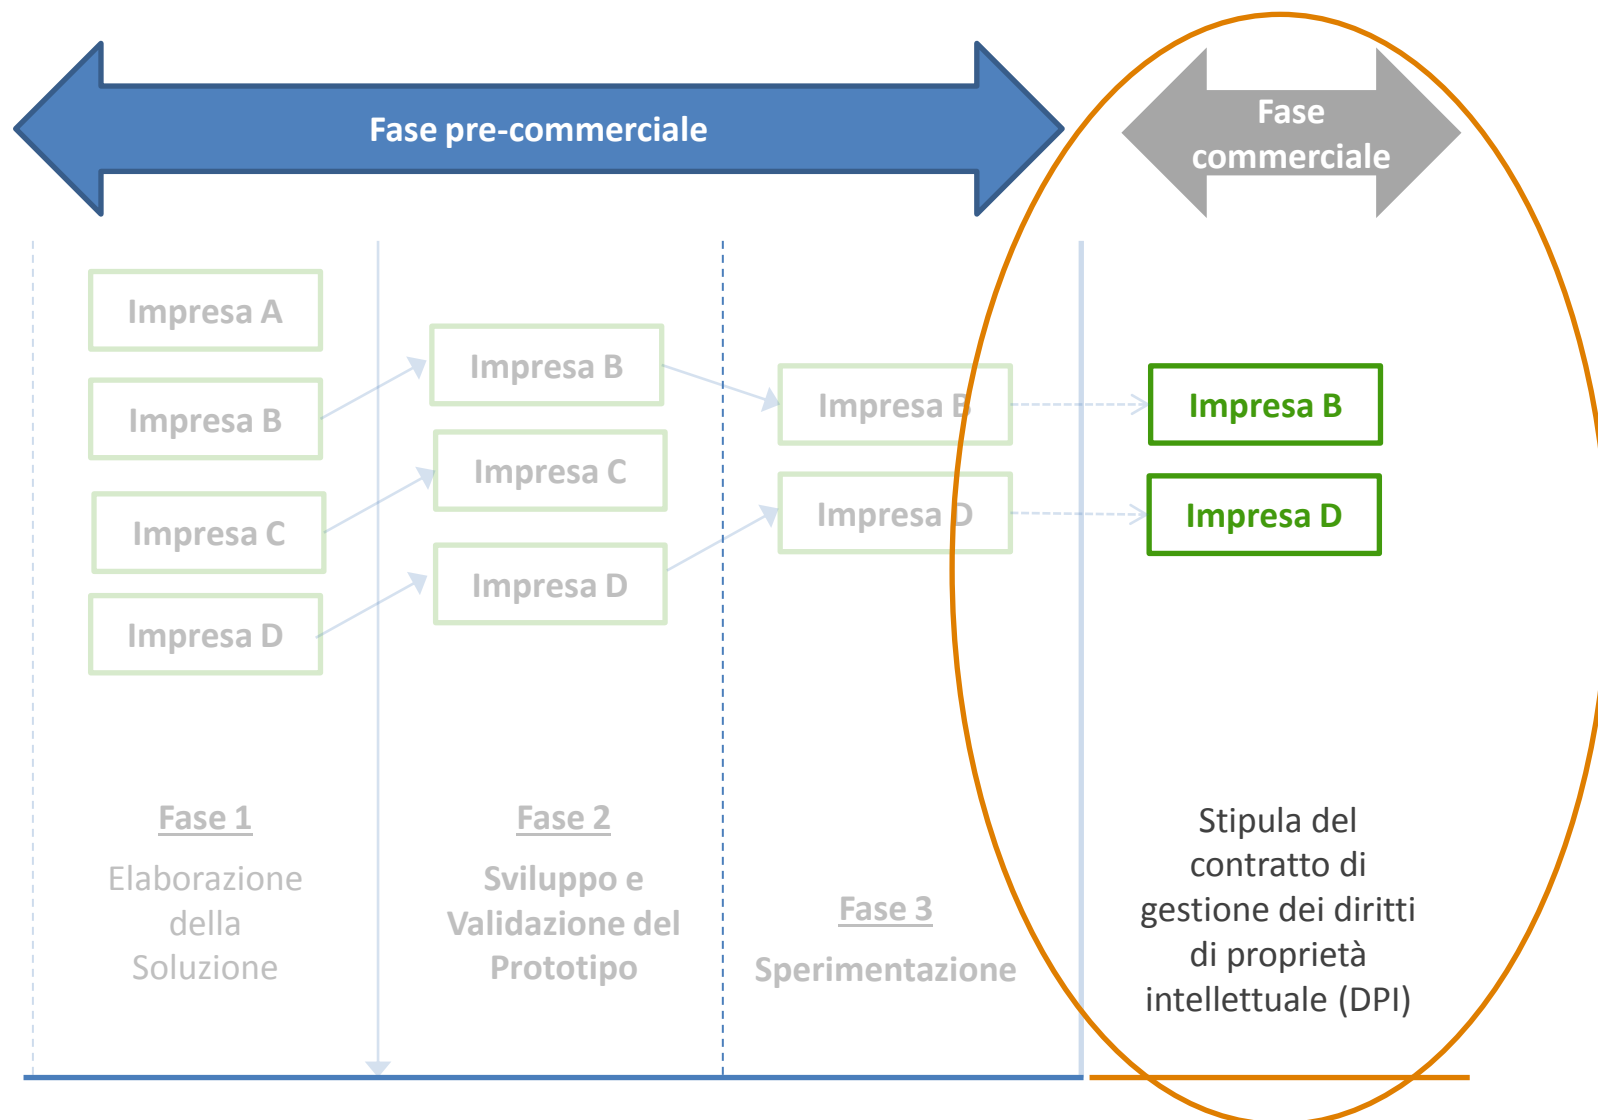 Fase pre-commerciale
Fase
commerciale
Impresa A
Impresa B
Impresa C
Impresa D
Impresa B
Impresa C
Impresa D
Impresa B
Impresa D
Impresa B
Impresa D
Fase 1
Elaborazione
della
Soluzione
Fase 2
Sviluppo e
Validazione del
Prototipo
Fase 3
Sperimentazione
Stipula del
contratto di
gestione dei diritti
di proprietà
intellettuale (DPI)